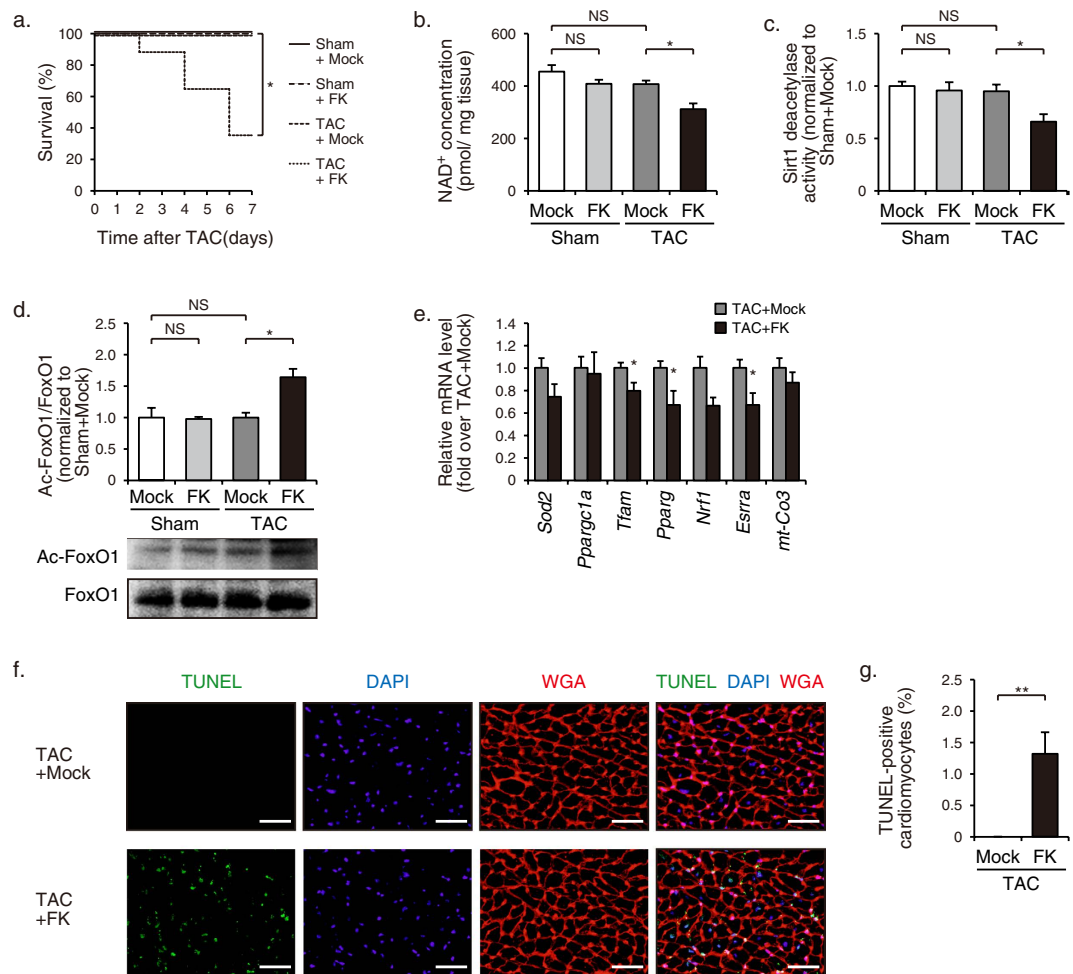 a.
Survival (%)
100
80
60
40
20
0
0 1 2 3 4 5 6 7
Time after TAC(days)
*
Sham
+ Mock
Sham
+ FK
TAC
+ Mock
TAC
+ FK
b.
NAD+ concentration
(pmol/ mg tissue)
600
400
200
0
NS
NS
*
Mock FK Mock FK
Sham TAC
c.
Sirt1 deacetylase
activity (normalized to
Sham+Mock)
1.5
1.0
0.5
0
NS
NS
*
Mock FK Mock FK
Sham TAC
d.
Ac-FoxO1/FoxO1
(normalized to
Sham+Mock)
2.5
2.0
1.5
1.0
0.5
0
NS
NS
*
Mock FK Mock FK
Sham TAC
Ac-FoxO1
FoxO1
e.
Relative mRNA level
(fold over TAC+Mock)
TAC+Mock
TAC+FK
1.4
1.2
1.0
0.8
0.6
0.4
0.2
0
* * *
Sod2
Ppargc1a
Tfam
Pparg
Nrf1
Esrra
mt-Co3
f.
TUNEL DAPI WGA TUNEL DAPI WGA
TAC
+Mock
TAC
+FK
g.
TUNEL-positive
cardiomyocytes (%)
2.5
2.0
1.5
1.0
0.5
0
**
Mock FK
TAC